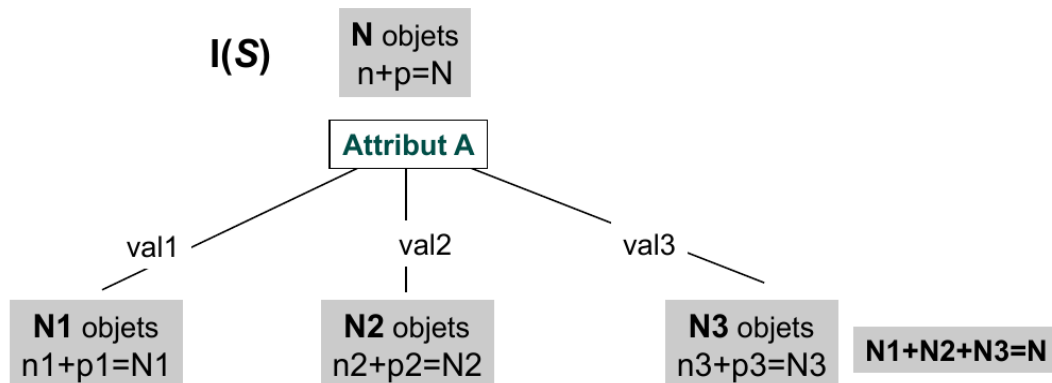 I(S)
N objets
n+p=N
Attribut A
val1
val2
val3
N1 objets
n1+p1=N1
N2 objets
n2+p2=N2
N3 objets
n3+p3=N3
N1+N2+N3=N